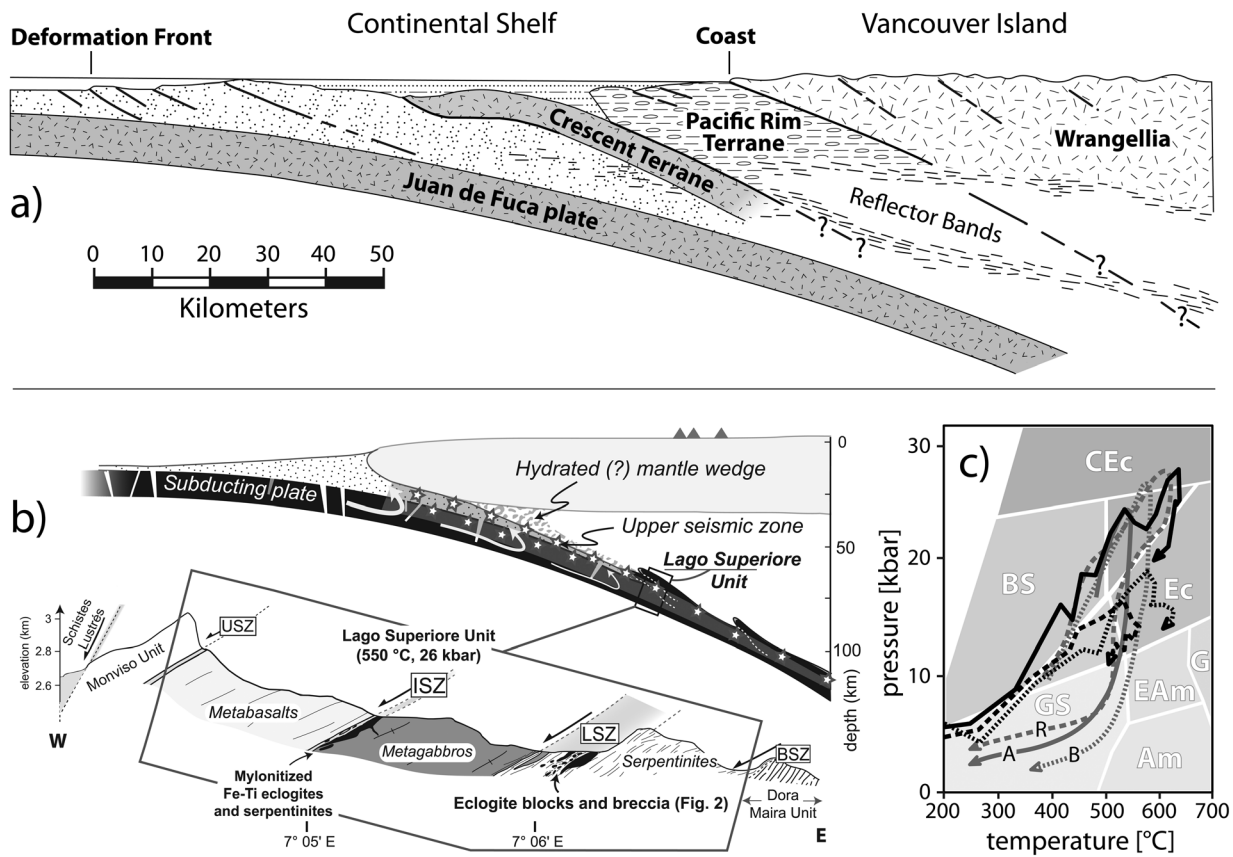 Continental Shelf
Vancouver Island
Deformation Front
Coast
Crescent Terrane
Pacific Rim
Terrane
Wrangellia
Juan de Fuca plate
Reflector Bands
a)
? ? ? ?
0 10 20 30 40 50
Kilometers
b)
Subducting plate
Hydrated (?) mantle wedge
Upper seismic zone
Lago Superiore
Unit
0
50
100
depth (km)
elevation (km)
3
2.8
2.6
W
Schistes
Lustrés
Monviso Unit
USZ
Lago Superiore Unit
(550 °C, 26 kbar)
ISZ
LSZ
BSZ
Metabasalts
Metagabbros
Serpentinites
Mylonitized
Fe-Ti eclogites
and serpentinites
Eclogite blocks and breccia (Fig. 2)
Dora
Maira Unit
7° 05' E
7° 06' E
E
c)
pressure [kbar]
30
20
10
0
CEc
BS
Ec
G
GS
EAm
Am
R
A
B
200 300 400 500 600 700
temperature [°C]